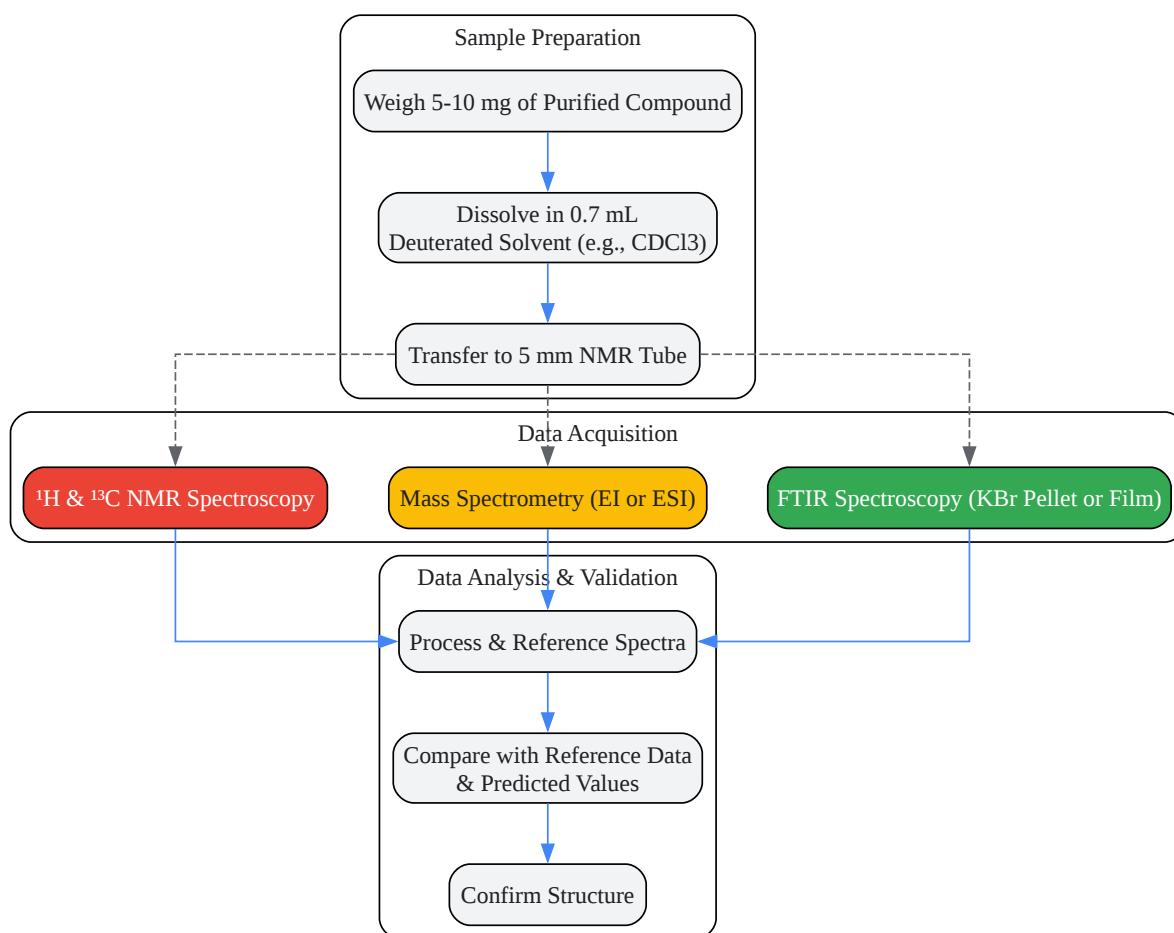 Sample Preparation
Weigh 5-10 mg of Purified Compound
Dissolve in 0.7 mL
Deuterated Solvent (e.g., CDCl3)
Transfer to 5 mm NMR Tube
Data Acquisition
¹H & ¹³C NMR Spectroscopy
Mass Spectrometry (EI or ESI)
FTIR Spectroscopy (KBr Pellet or Film)
Data Analysis & Validation
Process & Reference Spectra
Compare with Reference Data
& Predicted Values
Confirm Structure